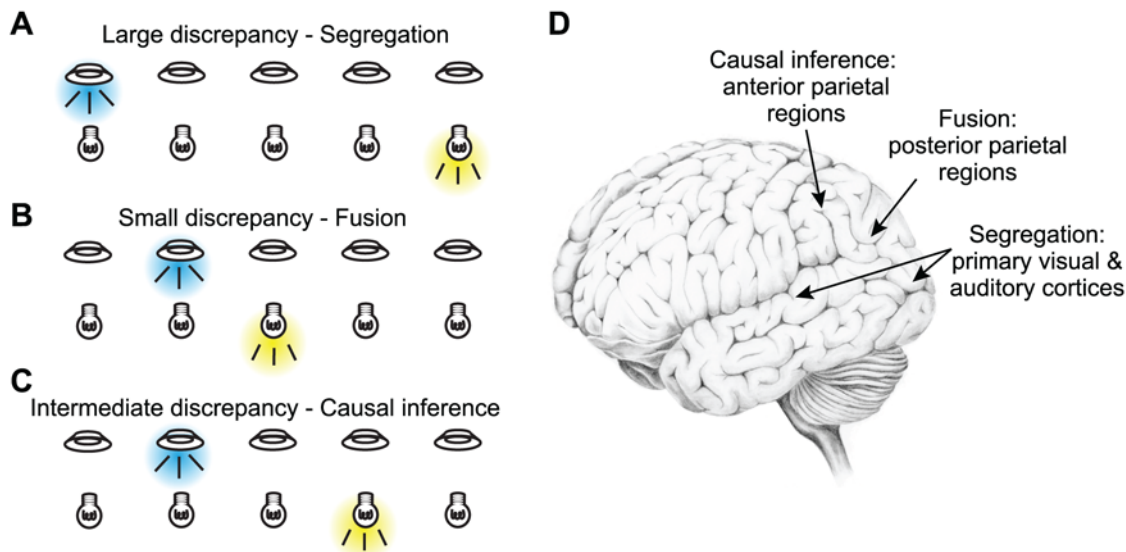 A
Large discrepancy - Segregation
B
Small discrepancy - Fusion
C
Intermediate discrepancy - Causal inference
D
Causal inference:
anterior parietal
regions
Fusion:
posterior parietal
regions
Segregation:
primary visual &
auditory cortices